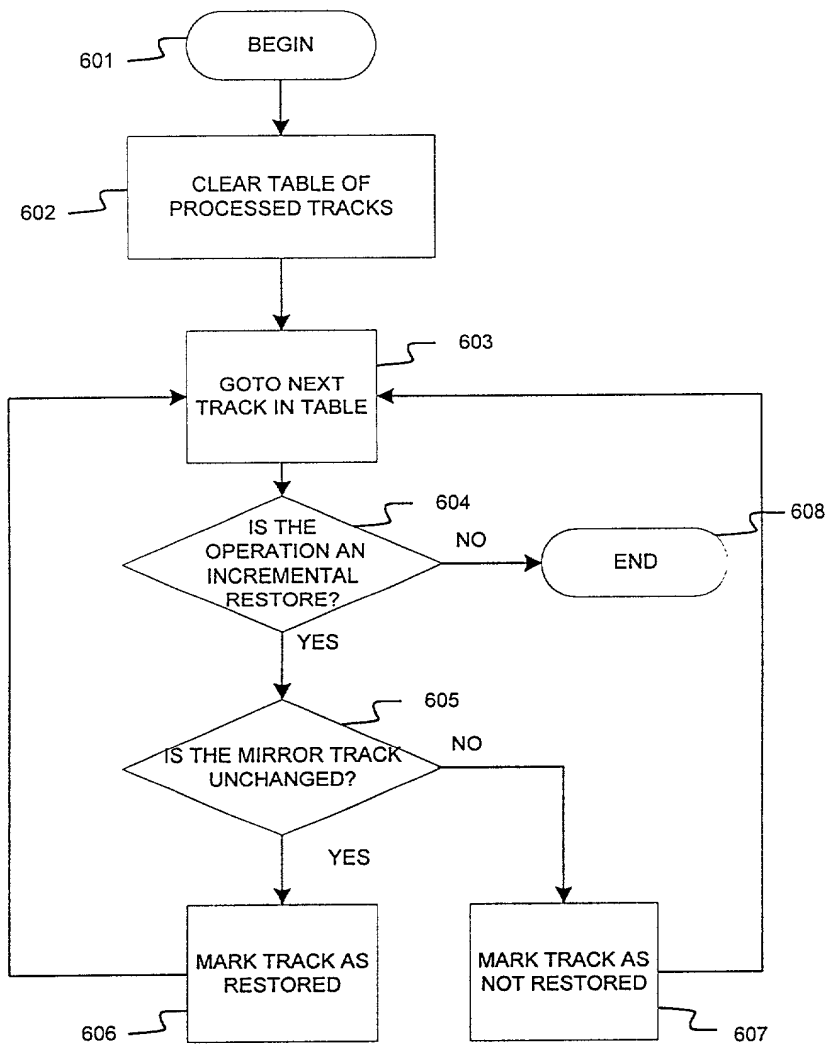 BEGIN
601
CLEAR TABLE OF
PROCESSED TRACKS
602
603
GOTO NEXT
TRACK IN TABLE
604
IS THE
OPERATION AN
INCREMENTAL
RESTORE?
NO
608
END
YES
605
IS THE MIRROR TRACK
UNCHANGED?
NO
YES
MARK TRACK AS
RESTORED
606
MARK TRACK AS
NOT RESTORED
607